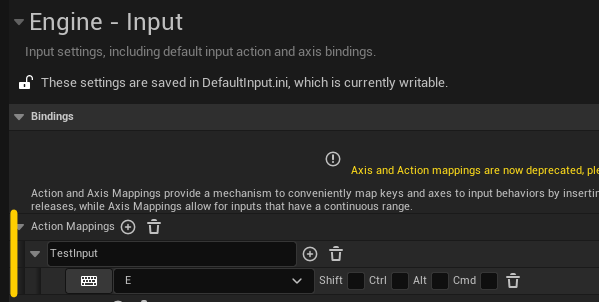 Engine - Input
Input settings, including default input action and axis bindings.
These settings are saved in DefaultInput.ini, which is currently writable.
Bindings
Axis and Action mappings are now deprecated,
Action and Axis Mappings provide a mechanism to conveniently map keys and axes to input behaviors by
releases, while Axis Mappings allow for inputs that have a continuous range.
Action Mappings
TestInput
E Shift Ctrl Alt Cmd